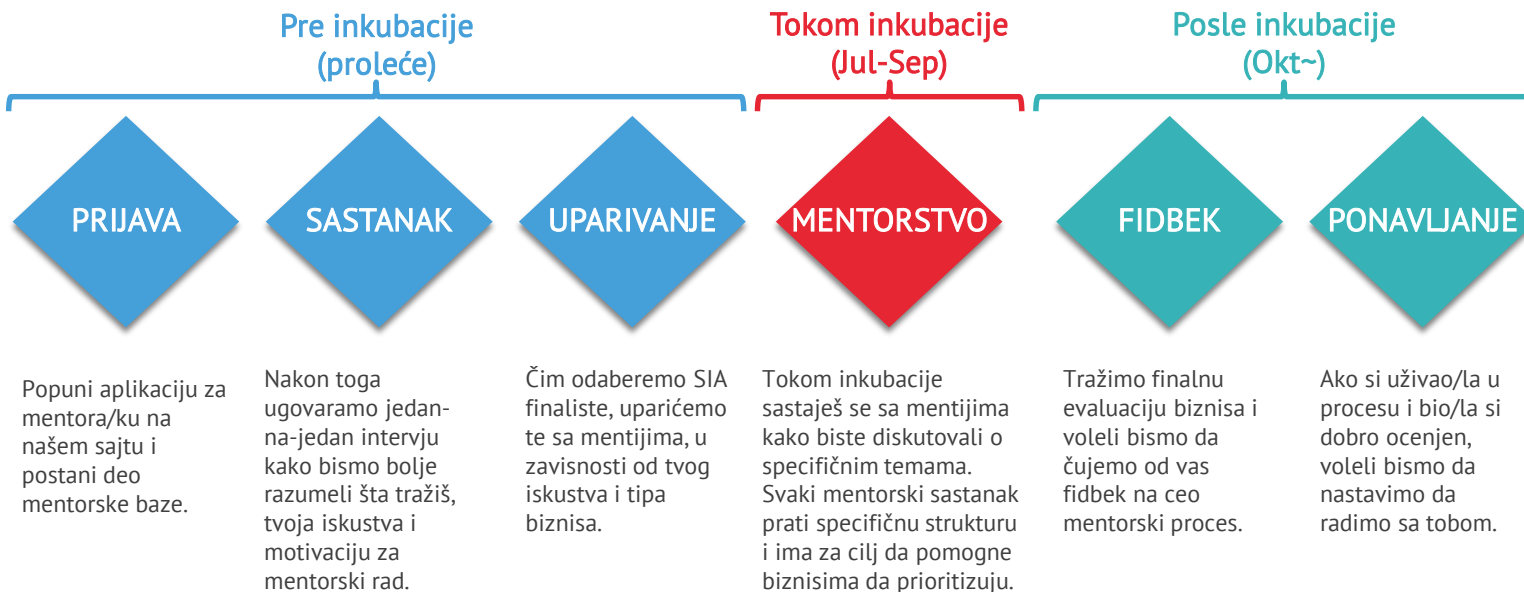 Pre inkubacije
(proleće)
Tokom inkubacije
(Jul-Sep)
Posle inkubacije
(Okt~)
PRIJAVA
SASTANAK
UPARIVANJE
MENTORSTVO
FIDBEK
PONAVLJANJE
Popuni aplikaciju za
mentora/ku na
našem sajtu i
postani deo
mentorske baze.
Nakon toga
ugovaramo jedan-
na-jedan intervju
kako bismo bolje
razumeli šta tražiš,
tvoja iskustva i
motivaciju za
mentorski rad.
Čim odaberemo SIA
finaliste, uparićemo
te sa mentijima, u
zavisnosti od tvog
iskustva i tipa
biznisa.
Tokom inkubacije
sastaješ se sa mentijima
kako biste diskutovali o
specifičnim temama.
Svaki mentorski sastanak
prati specifičnu strukturu
i ima za cilj da pomogne
biznisima da prioritizuju.
Tražimo finalnu
evaluaciju biznisa i
voleli bismo da
čujemo od vas
fidbek na ceo
mentorski proces.
Ako si uživao/la u
procesu i bio/la si
dobro ocenjen,
voleli bismo da
nastavimo da
radimo sa tobom.